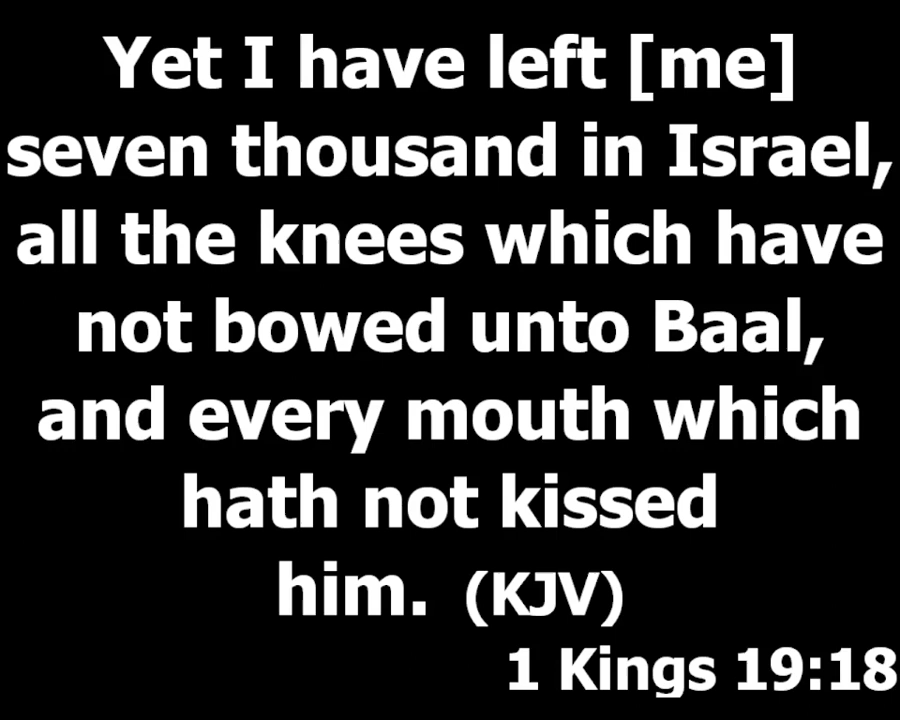 Yet I have left [me]
seven thousand in Israel,
all the knees which have
not bowed unto Baal,
and every mouth which
hath not kissed
him. (KJV)
1 Kings 19:18